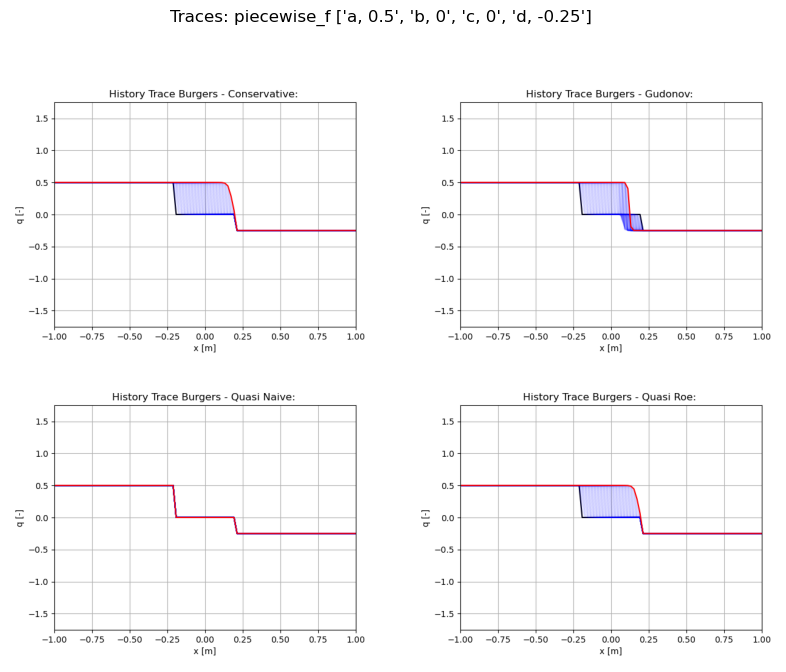 Traces: piecewise_f ['a, 0.5', 'b, 0', 'c, 0', 'd, -0.25']
History Trace Burgers - Conservative:
1.5
1.0
0.5
0.0
−0.5
−1.0
−1.5
q [-]
−1.00 −0.75 −0.50 −0.25 0.00 0.25 0.50 0.75 1.00
x [m]
History Trace Burgers - Gudonov:
1.5
1.0
0.5
0.0
−0.5
−1.0
−1.5
q [-]
−1.00 −0.75 −0.50 −0.25 0.00 0.25 0.50 0.75 1.00
x [m]
History Trace Burgers - Quasi Naive:
1.5
1.0
0.5
0.0
−0.5
−1.0
−1.5
q [-]
−1.00 −0.75 −0.50 −0.25 0.00 0.25 0.50 0.75 1.00
x [m]
History Trace Burgers - Quasi Roe:
1.5
1.0
0.5
0.0
−0.5
−1.0
−1.5
q [-]
−1.00 −0.75 −0.50 −0.25 0.00 0.25 0.50 0.75 1.00
x [m]